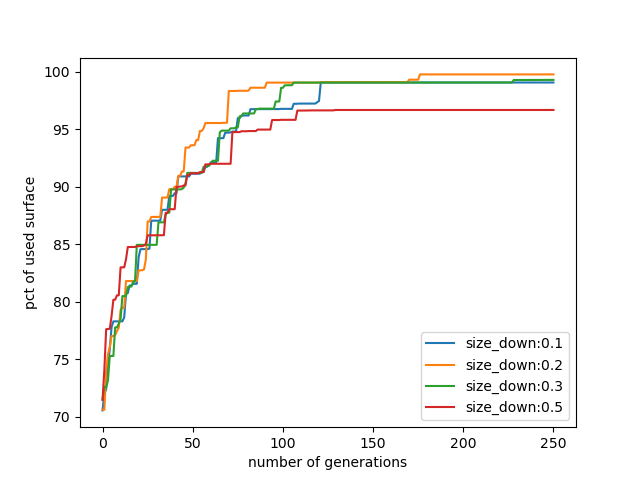 100
95
90
85
80
75
70
pct of used surface
size_down:0.1
size_down:0.2
size_down:0.3
size_down:0.5
0 50 100 150 200 250
number of generations